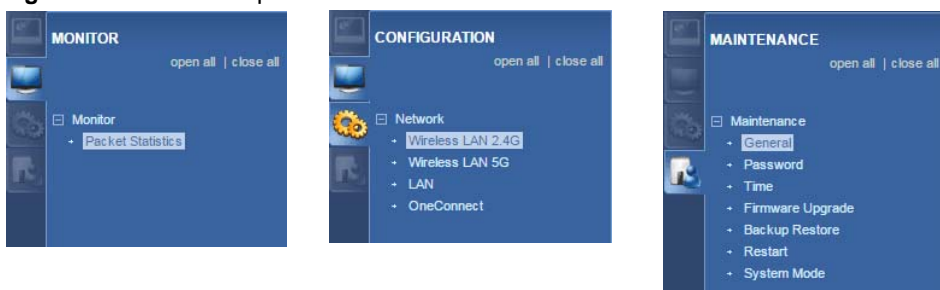 MONITOR
open all | close all
Monitor
Packet Statistics
CONFIGURATION
open all | close all
Network
Wireless LAN 2.4G
Wireless LAN 5G
LAN
OneConnect
MAINTENANCE
open all | close all
Maintenance
General
Password
Time
Firmware Upgrade
Backup Restore
Restart
System Mode